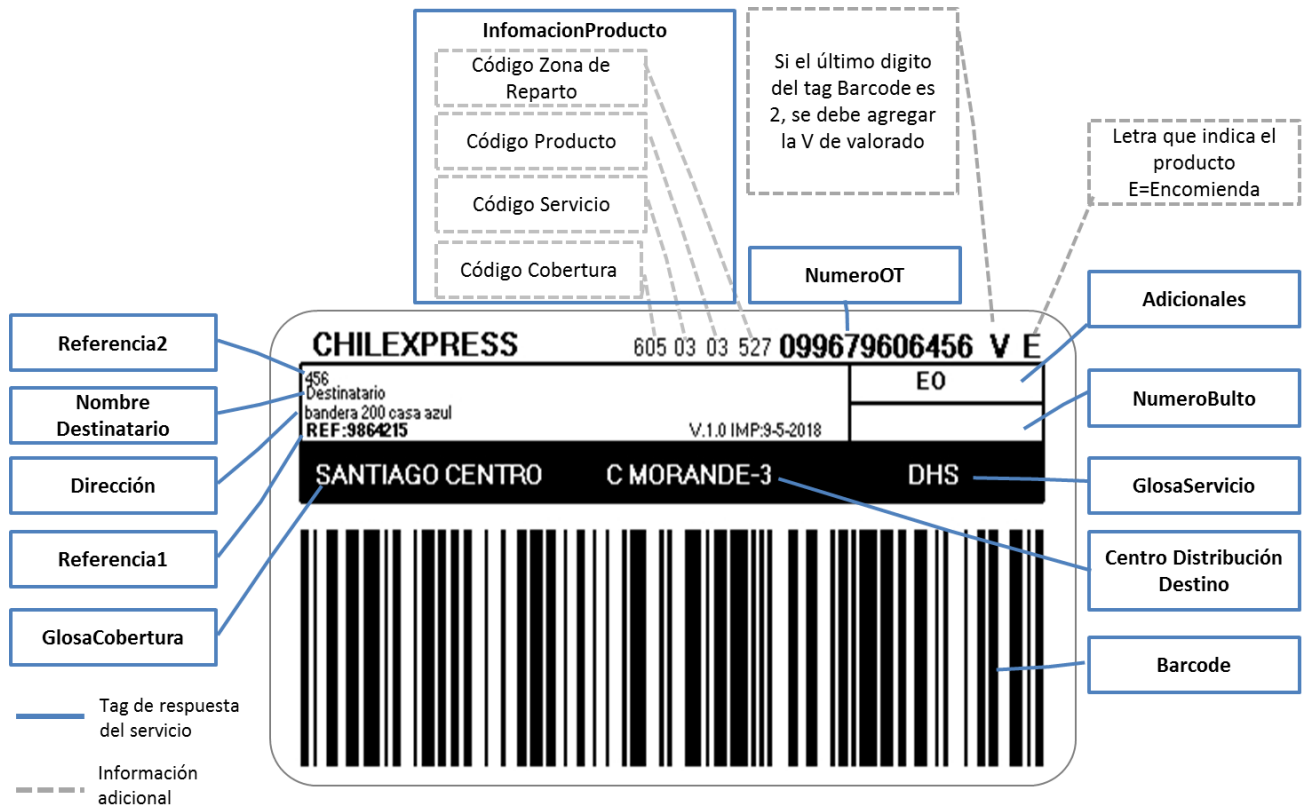 InfomacionProducto
Código Zona de
Reparto
Código Producto
Código Servicio
Código Cobertura
Si el último digito
del tag Barcode es
2, se debe agregar
la V de valorado
Letra que indica el
producto
E=Encomienda
NumeroOT
Adicionales
NumeroBulto
GlosaServicio
Centro Distribución
Destino
Barcode
Referencia2
Nombre
Destinatario
Dirección
Referencia1
GlosaCobertura
Tag de respuesta
del servicio
Información
adicional
CHILEXPRESS 605 03 03 527 099679606456 V E
456
Destinatario
bandera 200 casa azul
REF:9864215 V.1.0 IMP:9-5-2018
E0
SANTIAGO CENTRO C MORANDE-3 DHS